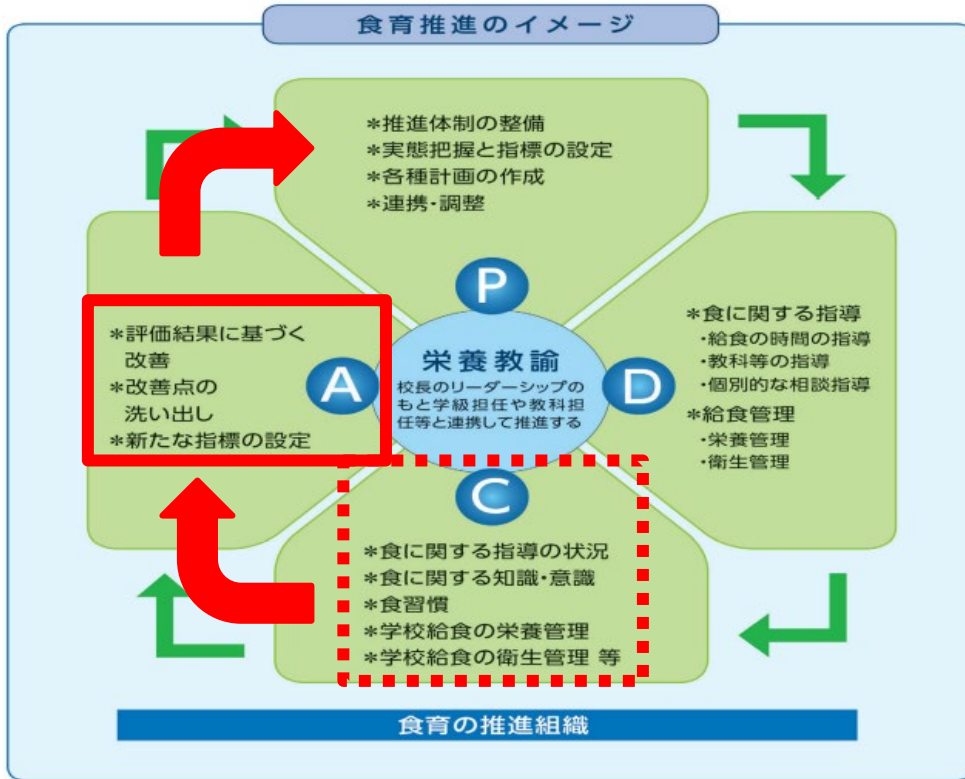 食育推進のイメージ
*推進体制の整備
*実態把握と指標の設定
*各種計画の作成
*連携・調整
P
*評価結果に基づく
改善
*改善点の
洗い出し
*新たな指標の設定
A
栄養教諭
校長のリーダーシップの
もと学級担任や教科担
任等と連携して推進する
D
*食に関する指導
・給食の時間の指導
・教科等の指導
・個別的な相談指導
*給食管理
・栄養管理
・衛生管理
C
*食に関する指導の状況
*食に関する知識・意識
*食習慣
*学校給食の栄養管理
*学校給食の衛生管理 等
食育の推進組織